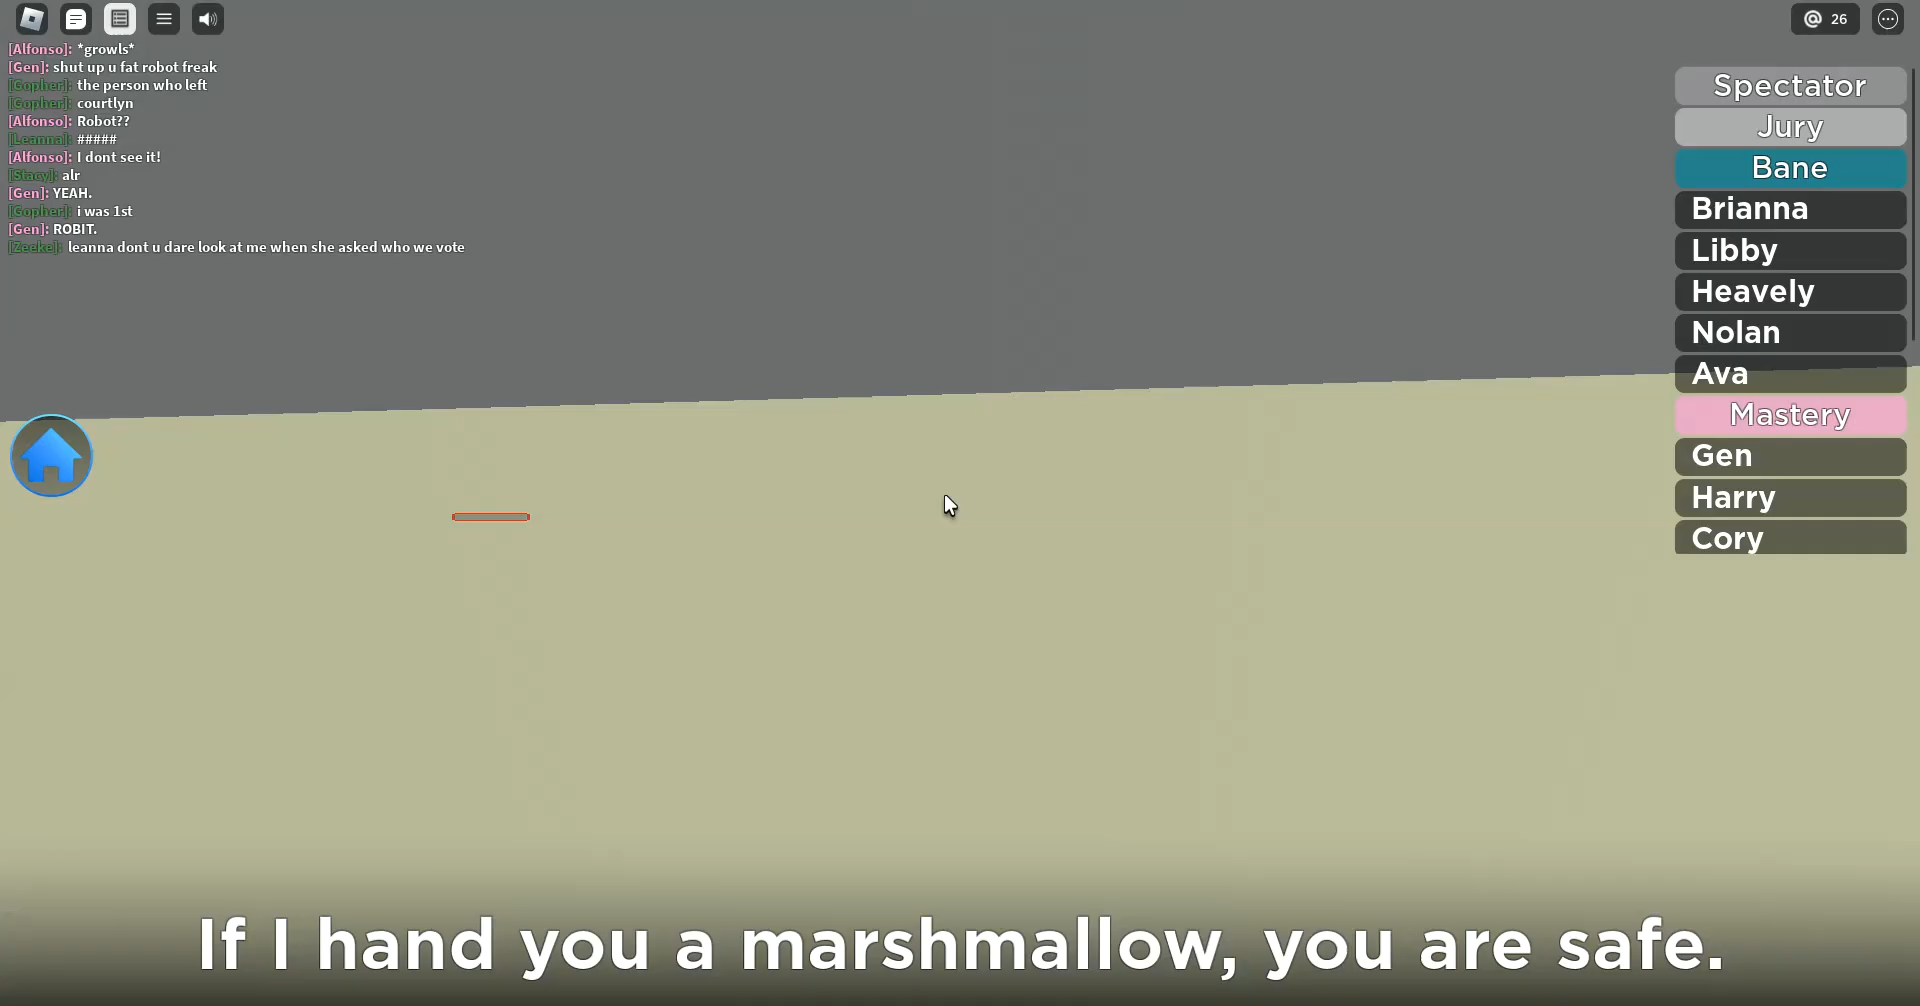 26
[Alfonso]: *growls*
[Gen]: shut up u fat robot freak
[Gopher]: the person who left
[Gopher]: courtlyn
[Alfonso]: Robot??
[Leanna]: #####
[Alfonso]: I dont see it!
[Stacy]: alr
[Gen]: YEAH.
[Gopher]: i was 1st
[Gen]: ROBIT.
[Zeeke]: leanna dont u dare look at me when she asked who we vote
Spectator
Jury
Bane
Brianna
Libby
Heavely
Nolan
Ava
Mastery
Gen
Harry
Cory
If I hand you a marshmallow, you are safe.